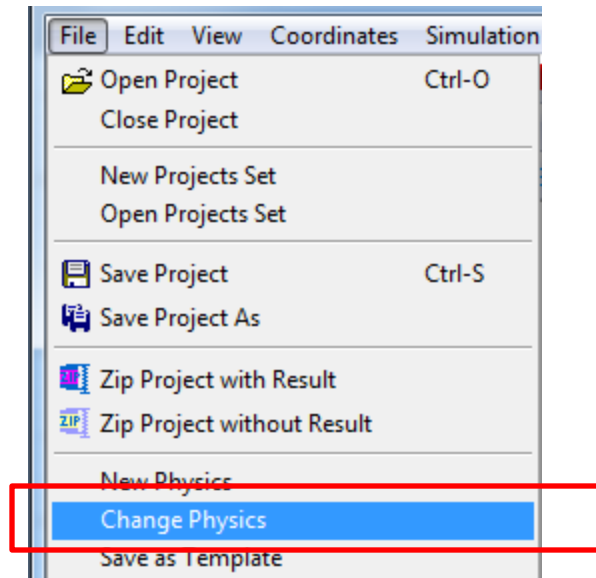 File Edit View Coordinates Simulation
Open Project Ctrl-O
Close Project
New Projects Set
Open Projects Set
Save Project Ctrl-S
Save Project As
Zip Project with Result
ZIP Zip Project without Result
New Physics
Change Physics
Save as Template